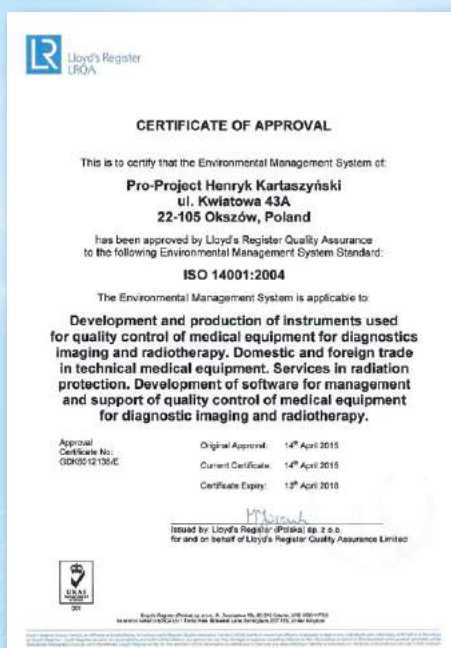 LR
Lloyd's Register
LRQA
CERTIFICATE OF APPROVAL
This is to certify that the Environmental Management System of:
Pro-Project Henryk Kartaszyński
ul. Kwiatowa 43A
22-105 Okszów, Poland
has been approved by Lloyd's Register Quality Assurance
to the following Environmental Management System Standard:
ISO 14001:2004
The Environmental Management System is applicable to
Development and production of instruments used
for quality control of medical equipment for diagnostics
imaging and radiotherapy. Domestic and foreign trade
in technical medical equipment. Services in radiation
protection. Development of software for management
and support of quality control of medical equipment
for diagnostic imaging and radiotherapy.
Approval
Certificate No:
Original Approval: 14th April 2015
Current Certificate: 14th April 2015
Certificate Expiry: 13th April 2018
Issued by: Lloyd's Register (Polska) sp. z o.o.
for and on behalf of Lloyd's Register Quality Assurance Limited
UKAS
001